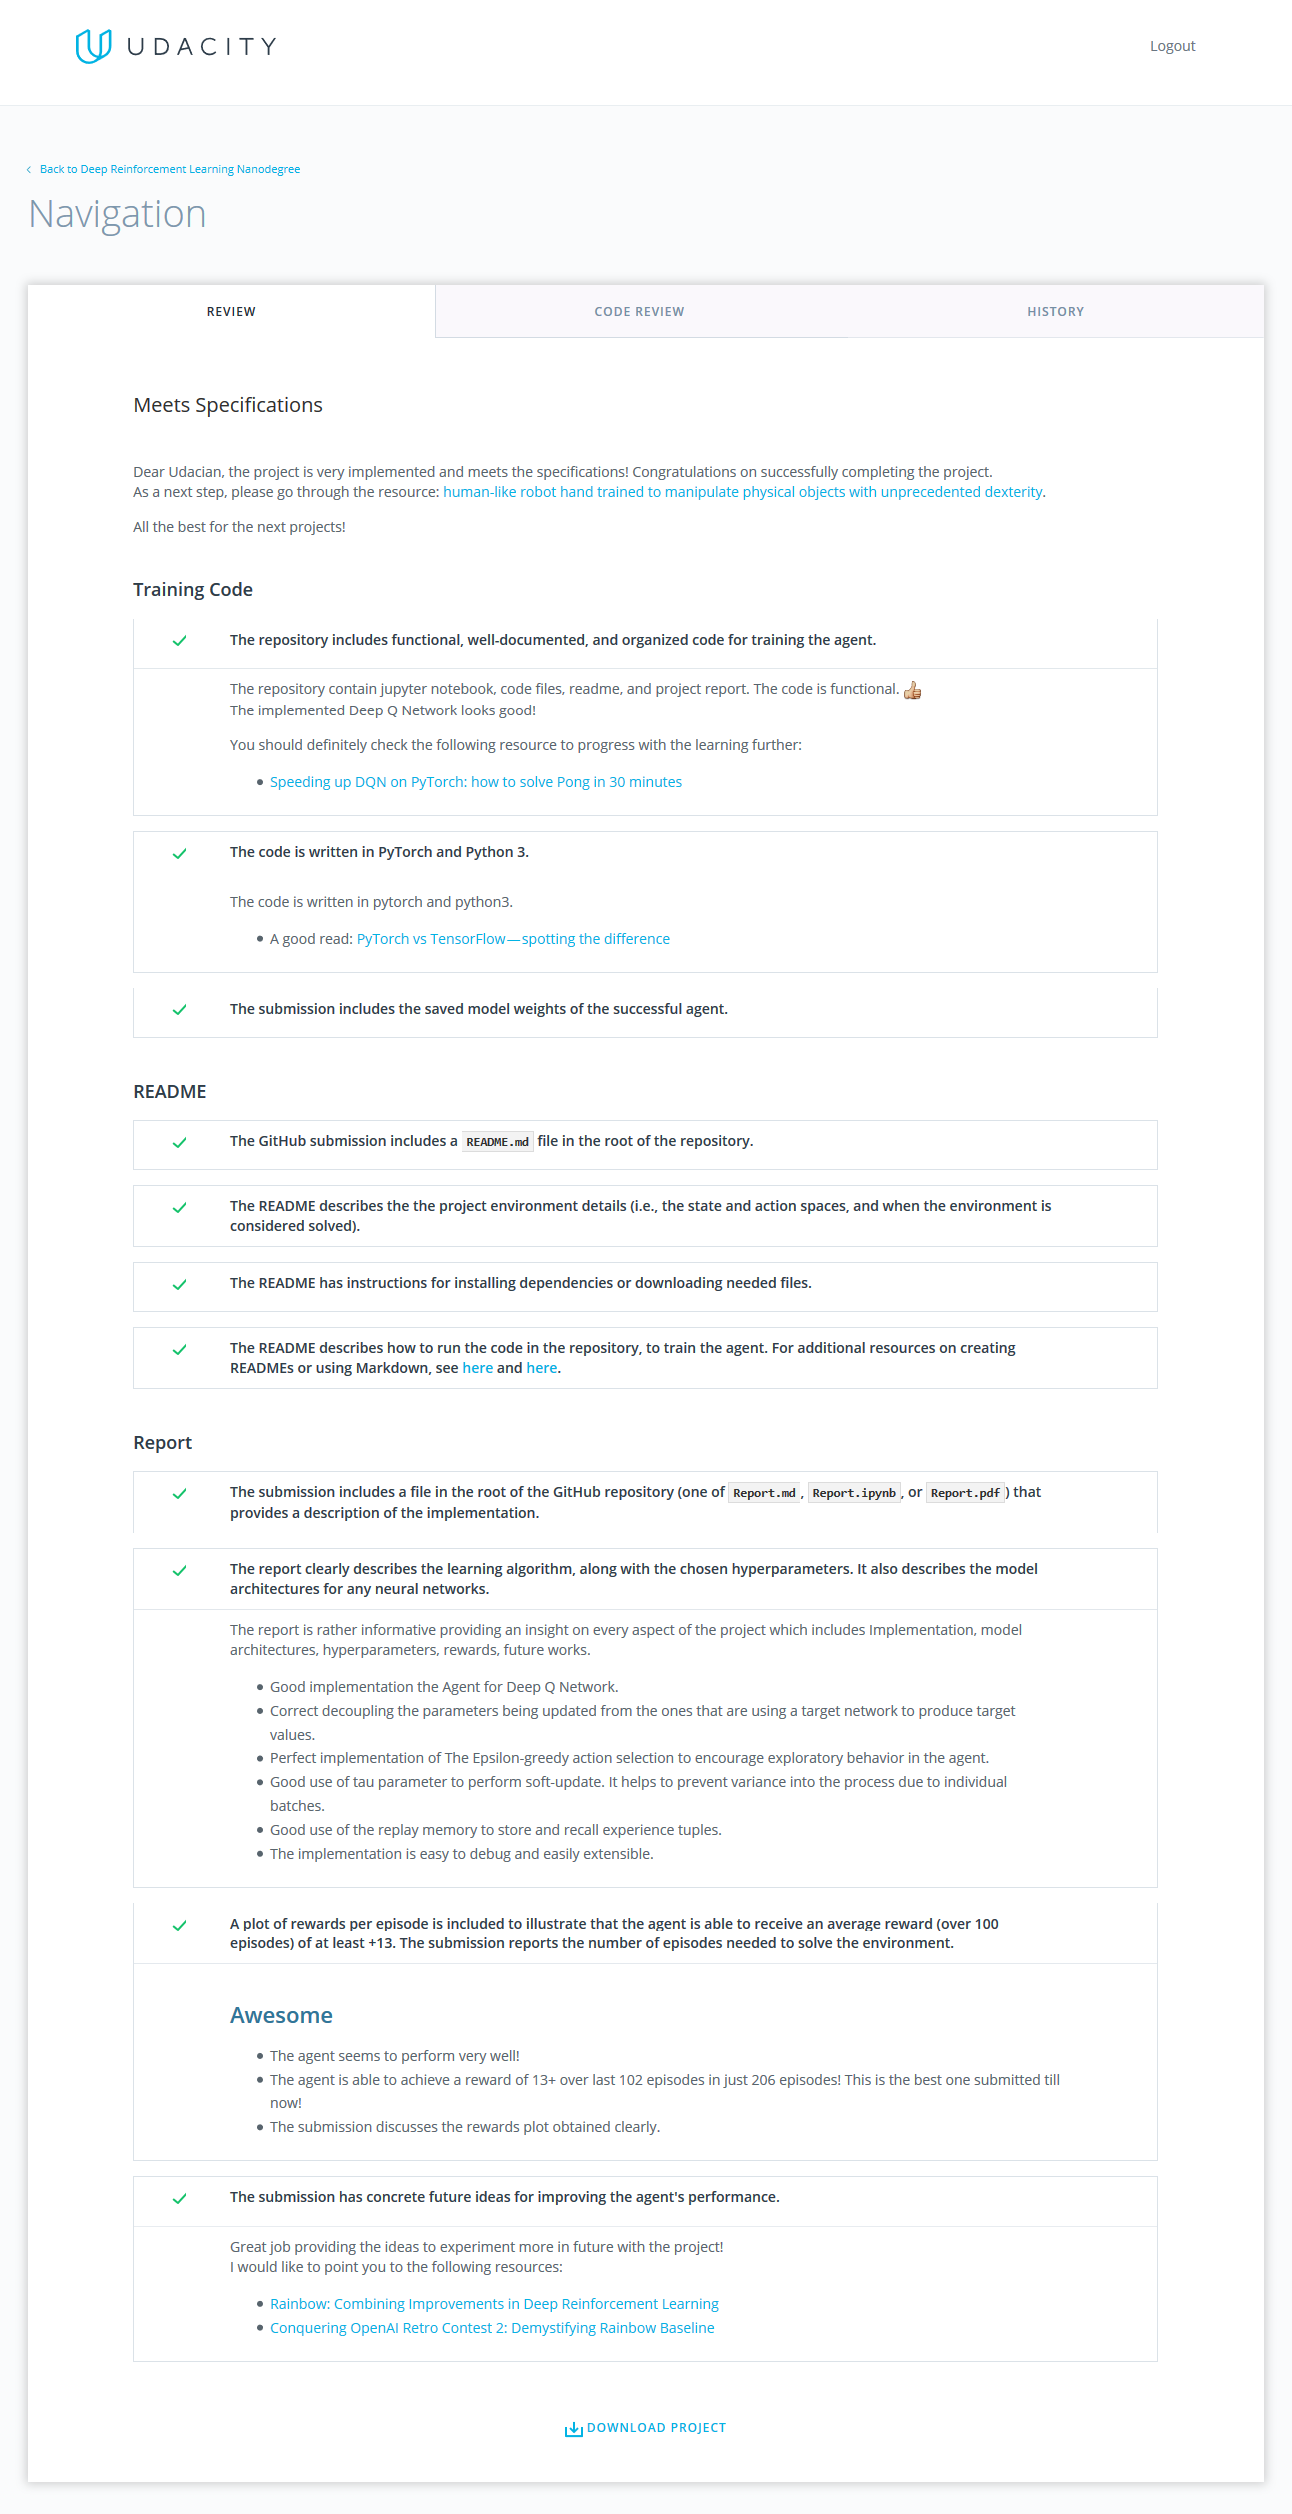 UDACITY
Logout
Back to Deep Reinforcement Learning Nanodegree
Navigation
REVIEW
CODE REVIEW
HISTORY
Meets Specifications
Dear Udacian, the project is very implemented and meets the specifications! Congratulations on successfully completing the project.
As a next step, please go through the resource: human-like robot hand trained to manipulate physical objects with unprecedented dexterity.
All the best for the next projects!
Training Code
The repository includes functional, well-documented, and organized code for training the agent.
The repository contain jupyter notebook, code files, readme, and project report. The code is functional. 👍
The implemented Deep Q Network looks good!
You should definitely check the following resource to progress with the learning further:
• Speeding up DQN on PyTorch: how to solve Pong in 30 minutes
The code is written in PyTorch and Python 3.
The code is written in pytorch and python3.
• A good read: PyTorch vs TensorFlow—spotting the difference
The submission includes the saved model weights of the successful agent.
README
The GitHub submission includes a README.md file in the root of the repository.
The README describes the the project environment details (i.e., the state and action spaces, and when the environment is
considered solved).
The README has instructions for installing dependencies or downloading needed files.
The README describes how to run the code in the repository, to train the agent. For additional resources on creating
READMEs or using Markdown, see here and here.
Report
The submission includes a file in the root of the GitHub repository (one of Report.md, Report.ipynb, or Report.pdf) that
provides a description of the implementation.
The report clearly describes the learning algorithm, along with the chosen hyperparameters. It also describes the model
architectures for any neural networks.
The report is rather informative providing an insight on every aspect of the project which includes Implementation, model
architectures, hyperparameters, rewards, future works.
• Good implementation the Agent for Deep Q Network.
• Correct decoupling the parameters being updated from the ones that are using a target network to produce target
values.
• Perfect implementation of The Epsilon-greedy action selection to encourage exploratory behavior in the agent.
• Good use of tau parameter to perform soft-update. It helps to prevent variance into the process due to individual
batches.
• Good use of the replay memory to store and recall experience tuples.
• The implementation is easy to debug and easily extensible.
A plot of rewards per episode is included to illustrate that the agent is able to receive an average reward (over 100
episodes) of at least +13. The submission reports the number of episodes needed to solve the environment.
Awesome
• The agent seems to perform very well!
• The agent is able to achieve a reward of 13+ over last 102 episodes in just 206 episodes! This is the best one submitted till
now!
• The submission discusses the rewards plot obtained clearly.
The submission has concrete future ideas for improving the agent's performance.
Great job providing the ideas to experiment more in future with the project!
I would like to point you to the following resources:
• Rainbow: Combining Improvements in Deep Reinforcement Learning
• Conquering OpenAI Retro Contest 2: Demystifying Rainbow Baseline
DOWNLOAD PROJECT